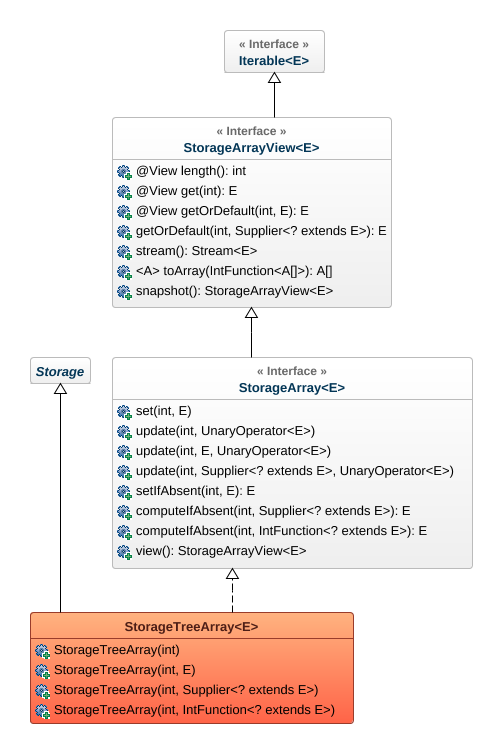 « Interface »
Iterable<E>
« Interface »
StorageArrayView<E>
@View length(): int
@View get(int): E
@View getOrDefault(int, E): E
getOrDefault(int, Supplier<? extends E>): E
stream(): Stream<E>
<A> toArray(IntFunction<A[]>): A[]
snapshot(): StorageArrayView<E>
Storage
« Interface »
StorageArray<E>
set(int, E)
update(int, UnaryOperator<E>)
update(int, E, UnaryOperator<E>)
update(int, Supplier<? extends E>, UnaryOperator<E>)
setIfAbsent(int, E): E
computeIfAbsent(int, Supplier<? extends E>): E
computeIfAbsent(int, IntFunction<? extends E>): E
view(): StorageArrayView<E>
StorageTreeArray<E>
StorageTreeArray(int)
StorageTreeArray(int, E)
StorageTreeArray(int, Supplier<? extends E>)
StorageTreeArray(int, IntFunction<? extends E>)